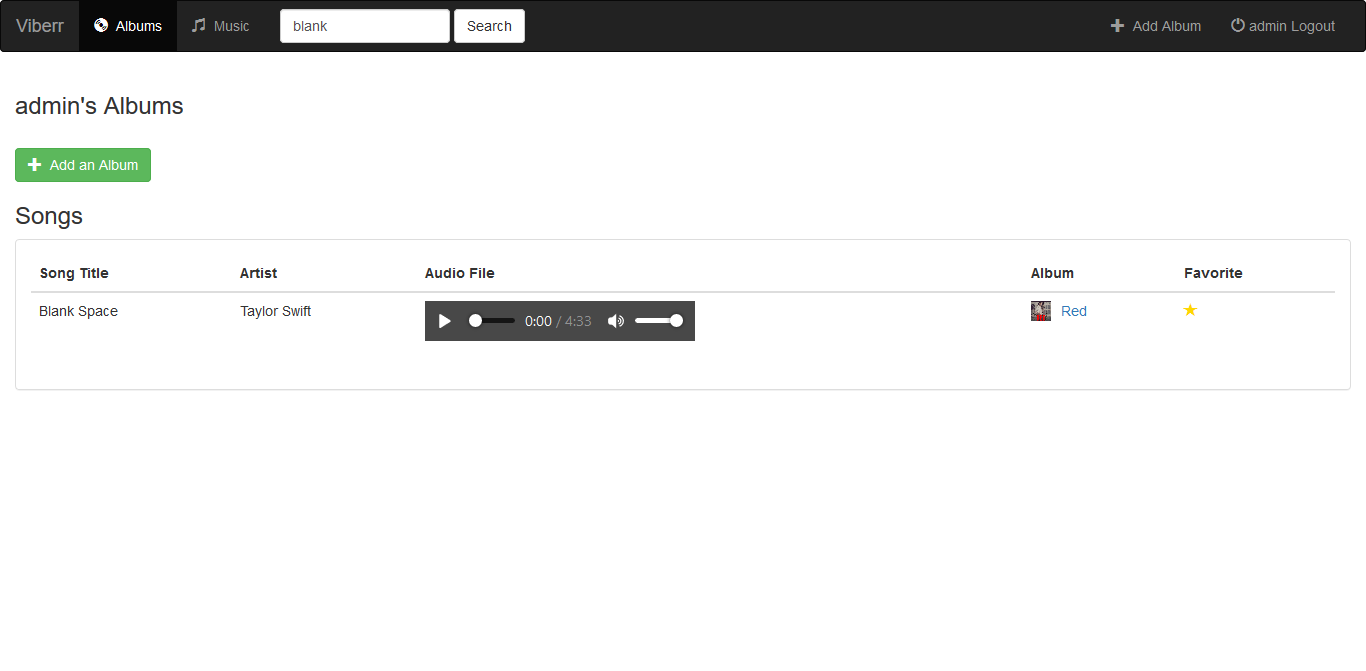 Viberr Albums Music blank Search Add Album admin Logout
admin's Albums
Add an Album
Songs
Song Title Artist Audio File Album Favorite
Blank Space Taylor Swift 0:00 / 4:33 Red